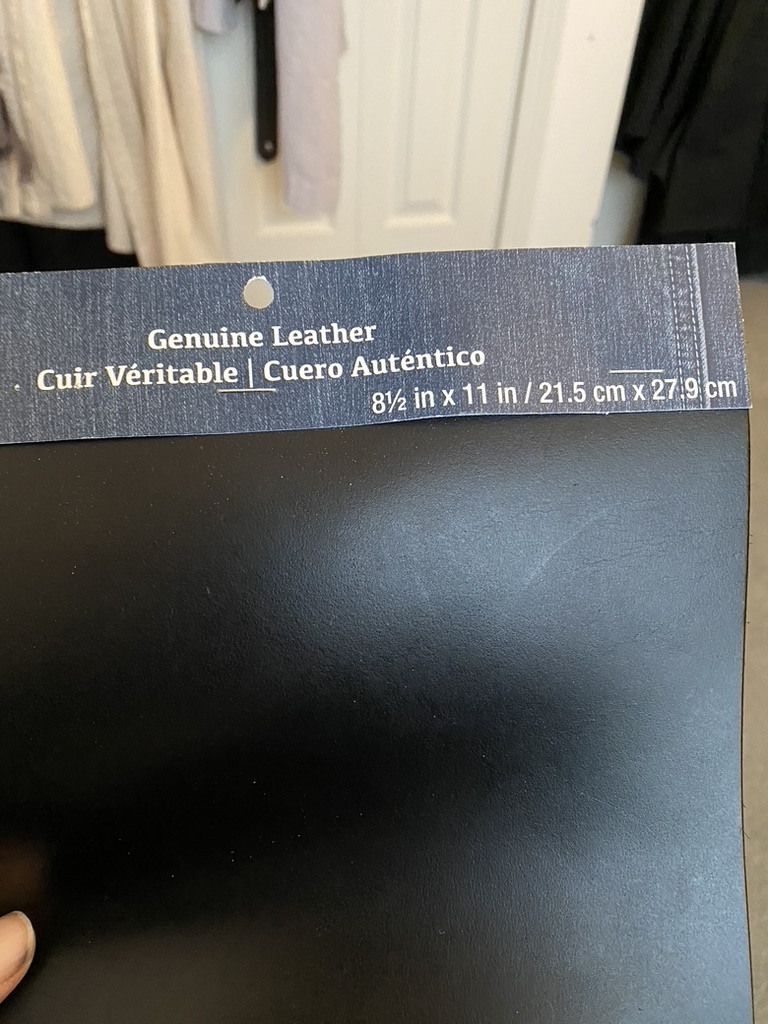 Genuine Leather
Cuir Véritable | Cuero Auténtico
8½ in x 11 in / 21.5 cm x 27.9 cm